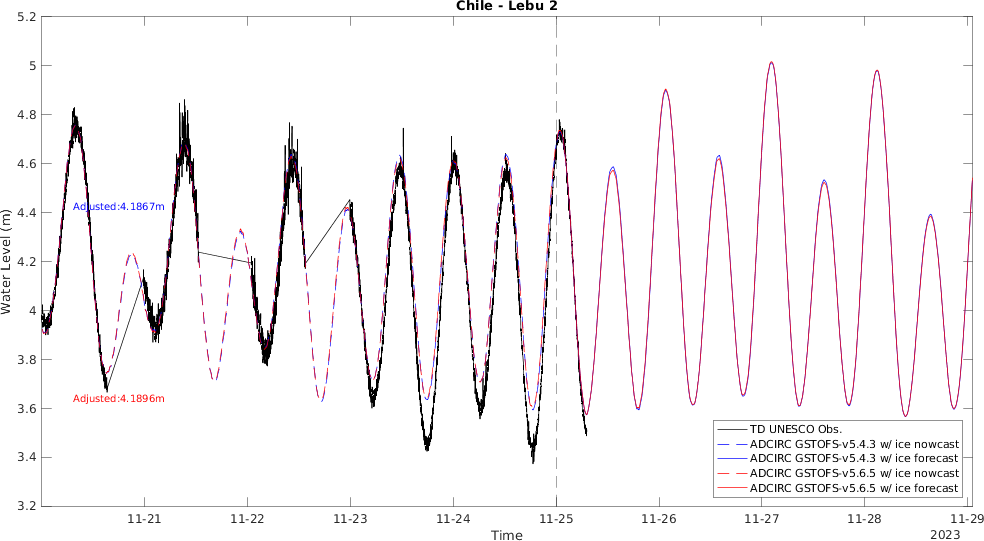 Chile - Lebu 2
5.2
5
4.8
4.6
4.4
4.2
4
3.8
3.6
3.4
3.2
Water Level (m)
Adjusted:4.1867m
Adjusted:4.1896m
TD UNESCO Obs.
ADCIRC GSTOFS-v5.4.3 w/ ice nowcast
ADCIRC GSTOFS-v5.4.3 w/ ice forecast
ADCIRC GSTOFS-v5.6.5 w/ ice nowcast
ADCIRC GSTOFS-v5.6.5 w/ ice forecast
11-21 11-22 11-23 11-24 11-25 11-26 11-27 11-28 11-29
Time
2023